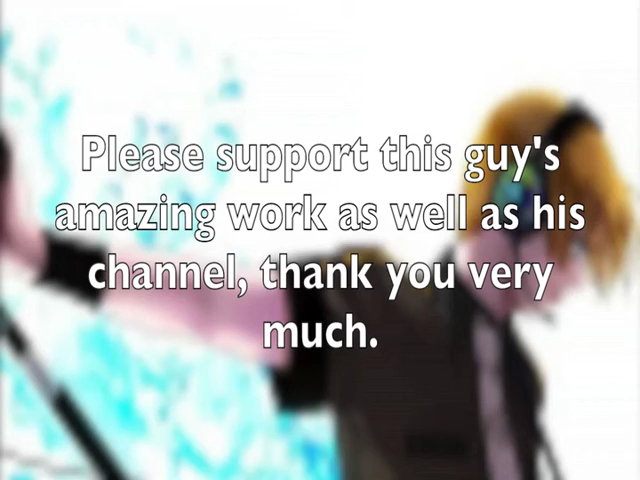 Please support this guy's
amazing work as well as his
channel, thank you very
much.